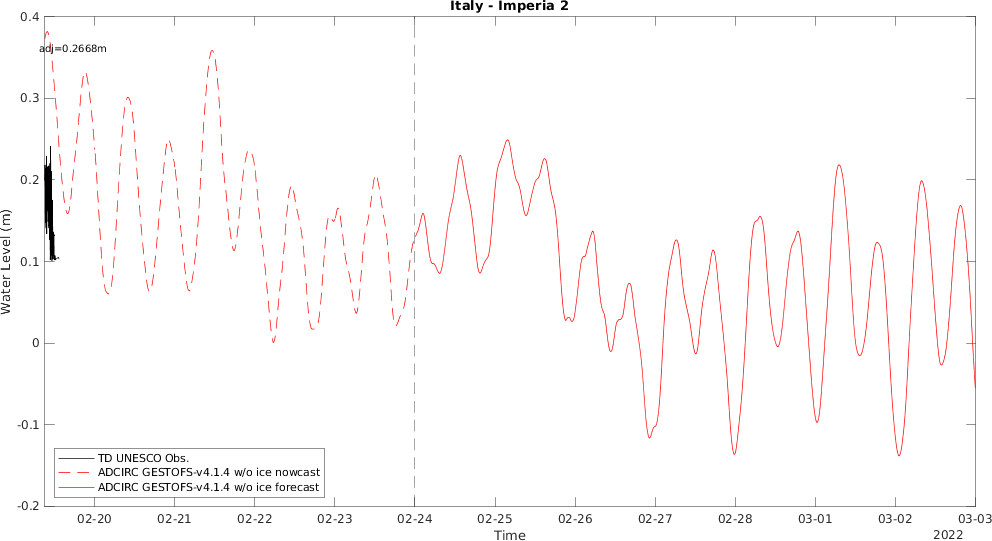 Italy - Imperia 2
0.4
adj=0.2668m
0.3
0.2
0.1
0
-0.1
-0.2
Water Level (m)
TD UNESCO Obs.
ADCIRC GESTOFS-v4.1.4 w/o ice nowcast
ADCIRC GESTOFS-v4.1.4 w/o ice forecast
02-20 02-21 02-22 02-23 02-24 02-25 02-26 02-27 02-28 03-01 03-02 03-03
Time
2022